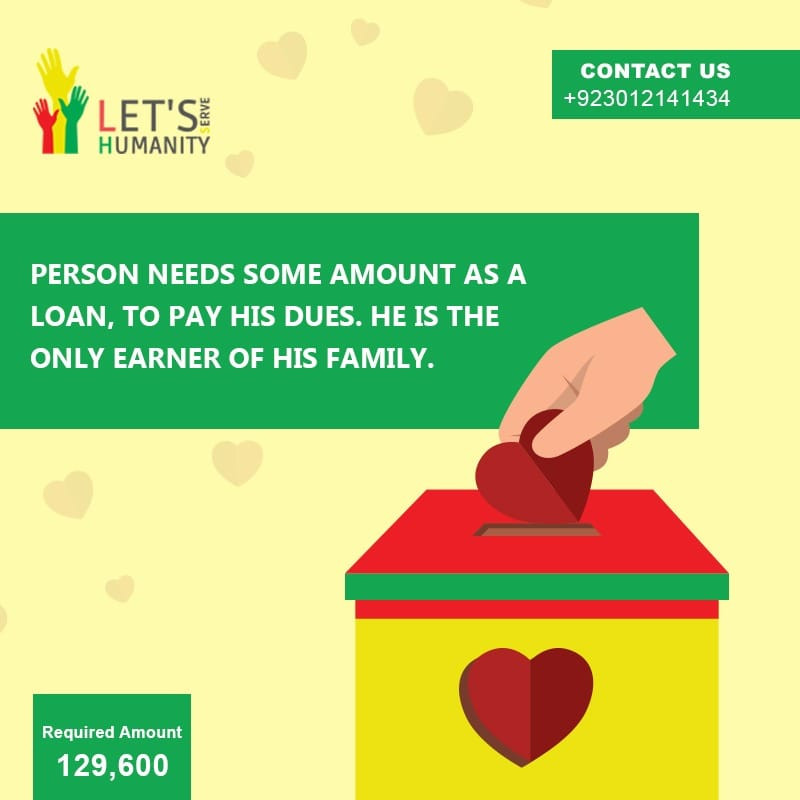 LET'S SERVE
HUMANITY
CONTACT US
+923012141434
PERSON NEEDS SOME AMOUNT AS A
LOAN, TO PAY HIS DUES. HE IS THE
ONLY EARNER OF HIS FAMILY.
Required Amount
129,600